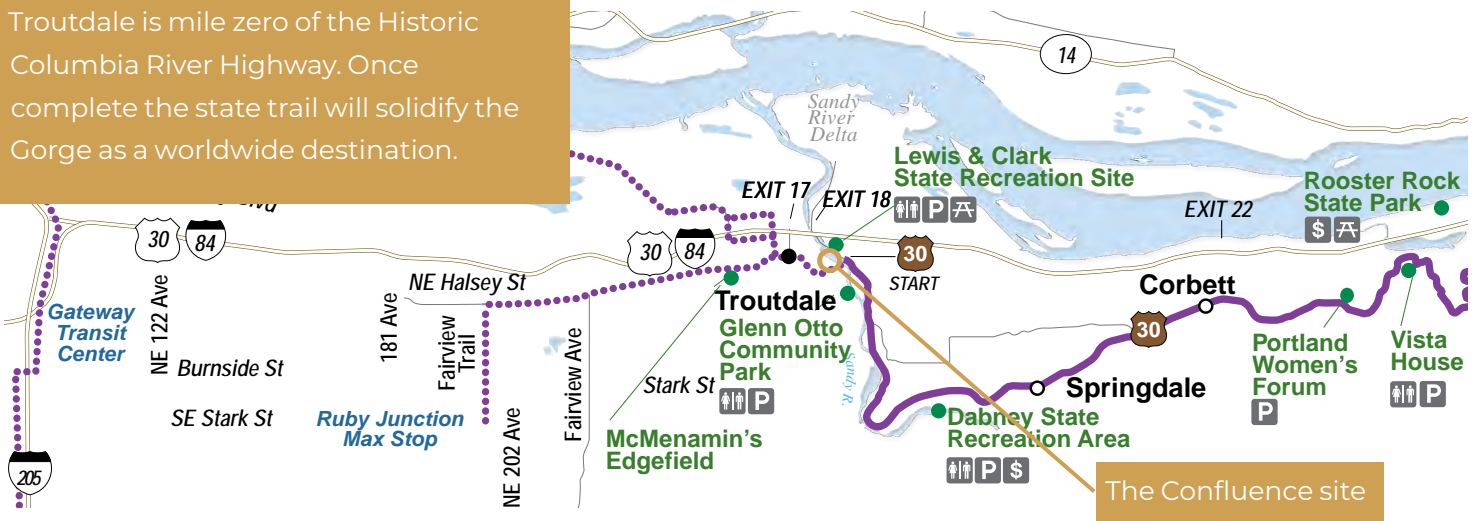 Troutdale is mile zero of the Historic
Columbia River Highway. Once
complete the state trail will solidify the
Gorge as a worldwide destination.
14
Sandy
River
Delta
Lewis & Clark
State Recreation Site
P
EXIT 17
EXIT 18
Rooster Rock
State Park
$
EXIT 22
30
84
30
84
30
START
NE Halsey St
Troutdale
Corbett
Gateway
Transit
Center
NE 122 Ave
181 Ave
Fairview
Trail
Fairview Ave
Glenn Otto
Community
Park
P
Sandy R.
30
Portland
Women's
Forum
P
Vista
House
P
Burnside St
Stark St
Springdale
SE Stark St
Ruby Junction
Max Stop
NE 202 Ave
McMenamin's
Edgefield
Dabney State
Recreation Area
P $
205
The Confluence site